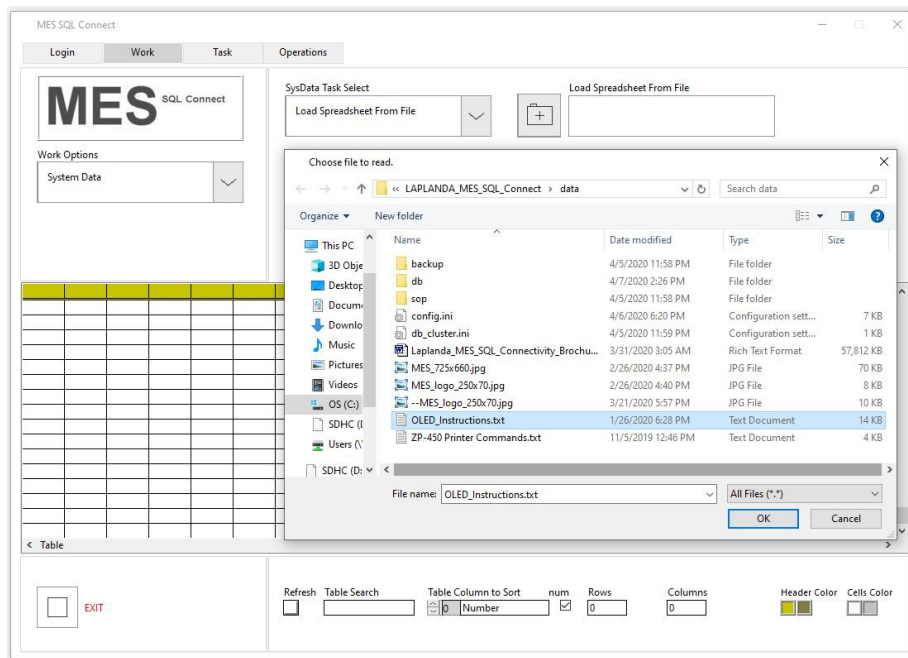 MES SQL Connect
Login Work Task Operations
MES SQL Connect
Work Options
System Data
SysData Task Select
Load Spreadsheet From File
Load Spreadsheet From File
Choose file to read.
« LAPLANDA_MES_SQL_Connect > data
Search data
Organize
New folder
This PC
3D Obje
Desktop
Docum
Downlo
Music
Pictures
Videos
OS (C:)
SDHC (
Users (\
SDHC (D:
Name Date modified Type Size
backup 4/5/2020 11:58 PM File folder
db 4/7/2020 2:26 PM File folder
sop 4/5/2020 11:58 PM File folder
config.ini 4/6/2020 6:20 PM Configuration sett... 7 KB
db_cluster.ini 4/5/2020 11:59 PM Configuration sett... 1 KB
Laplanda_MES_SQL_Connectivity_Brochu... 3/31/2020 3:05 AM Rich Text Format 57,812 KB
MES_725x660.jpg 2/26/2020 4:37 PM JPG File 70 KB
MES_logo_250x70.jpg 2/26/2020 4:40 PM JPG File 8 KB
--MES_logo_250x70.jpg 3/21/2020 5:57 PM JPG File 10 KB
OLED_Instructions.txt 1/26/2020 6:28 PM Text Document 14 KB
ZP-450 Printer Commands.txt 11/5/2019 12:46 PM Text Document 4 KB
File name: OLED_Instructions.txt
All Files (*.*)
OK Cancel
Table
EXIT
Refresh Table Search Table Column to Sort num Rows Columns Header Color Cells Color
0 Number 0 0